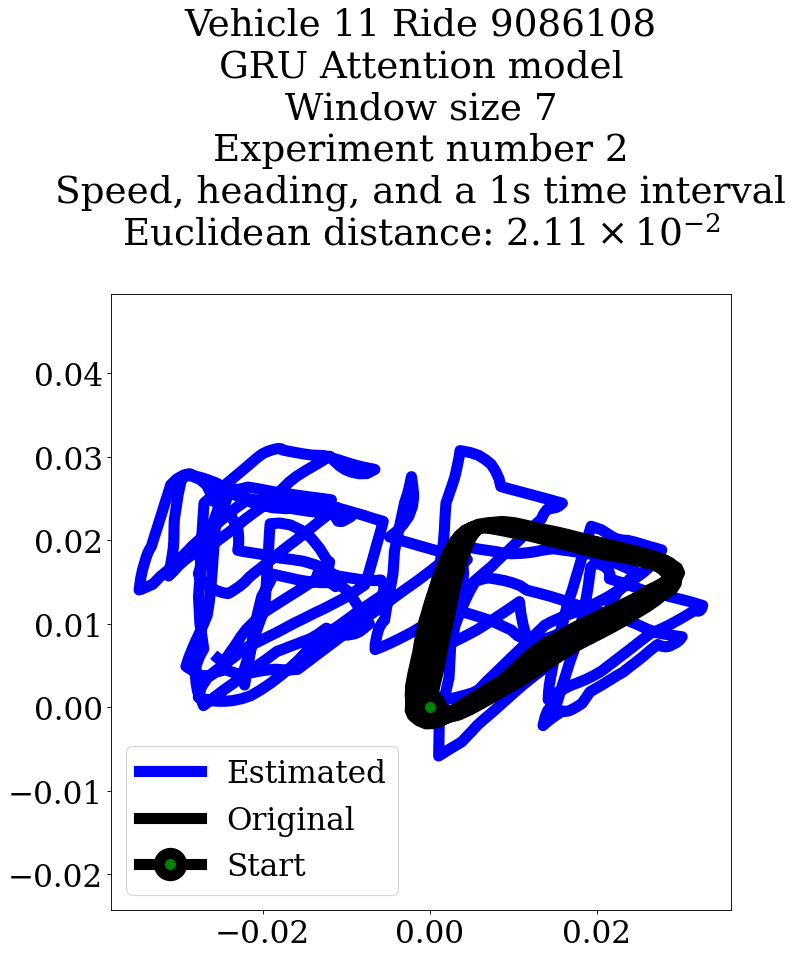 Vehicle 11 Ride 9086108
GRU Attention model
Window size 7
Experiment number 2
Speed, heading, and a 1s time interval
Euclidean distance: 2.11 × 10⁻²
0.04
0.03
0.02
0.01
0.00
−0.01
−0.02
Estimated
Original
Start
−0.02 0.00 0.02